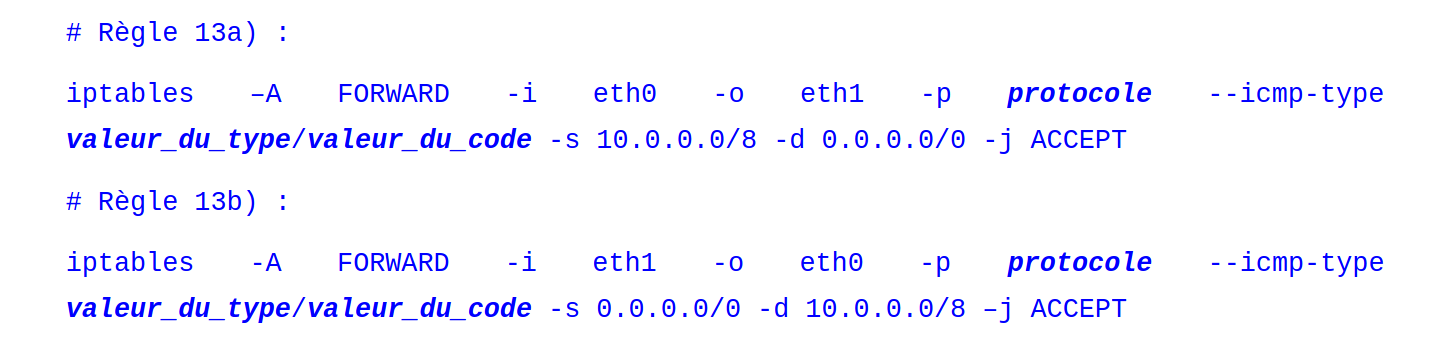 # Règle 13a) :
iptables –A FORWARD -i eth0 -o eth1 -p protocole --icmp-type
valeur_du_type/valeur_du_code -s 10.0.0.0/8 -d 0.0.0.0/0 -j ACCEPT
# Règle 13b) :
iptables -A FORWARD -i eth1 -o eth0 -p protocole --icmp-type
valeur_du_type/valeur_du_code -s 0.0.0.0/0 -d 10.0.0.0/8 –j ACCEPT